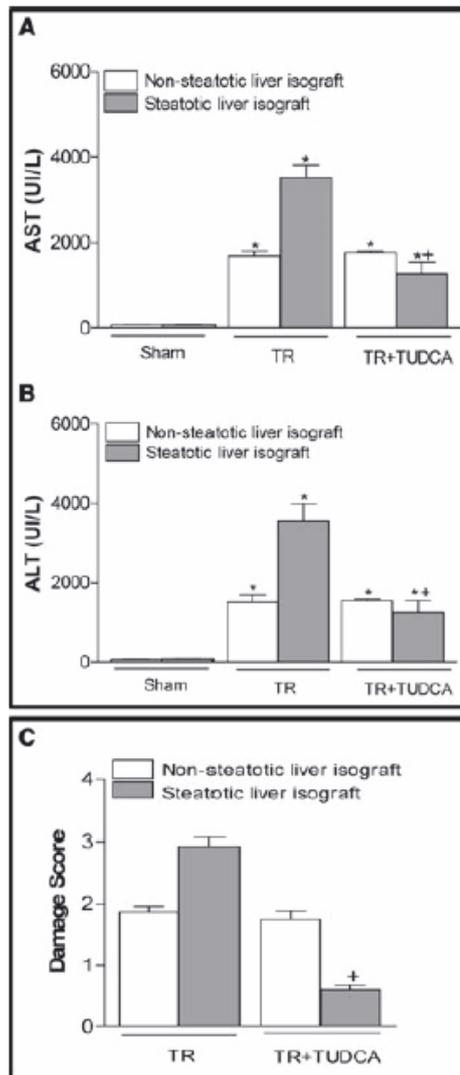 A
6000
Non-steatotic liver isograft
Steatotic liver isograft
4000
AST (UI/L)
*
2000
*
*
*+
0
Sham
TR
TR+TUDCA
B
6000
Non-steatotic liver isograft
Steatotic liver isograft
4000
ALT (UI/L)
*
2000
*
*
*+
0
Sham
TR
TR+TUDCA
C
4
Non-steatotic liver isograft
Steatotic liver isograft
3
Damage Score
2
1
+
0
TR
TR+TUDCA